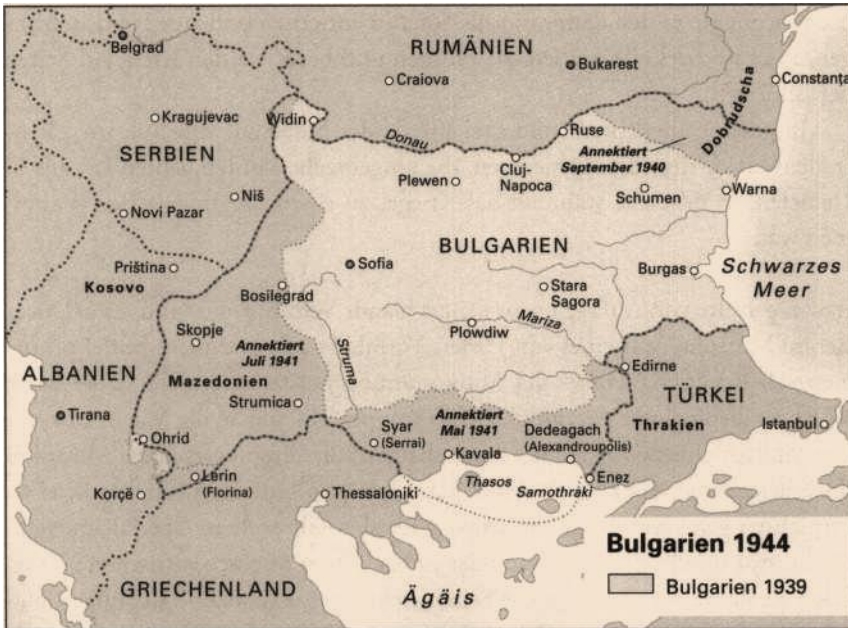 RUMÄNIEN
Belgrad
Bukarest
Craiova
Constanța
Kragujevac
Widin
Donau
Ruse
Dobrudscha
SERBIEN
Annektiert
September 1940
Cluj-
Napoca
Plewen
Schumen
Warna
Niš
Novi Pazar
BULGARIEN
Priština
Sofia
Burgas
Schwarzes
Meer
Kosovo
Bosilegrad
Stara
Sagora
Mariza
Plowdiw
Skopje
Annektiert
Juli 1941
Struma
Edirne
ALBANIEN
Mazedonien
TÜRKEI
Tirana
Strumica
Annektiert
Mai 1941
Thrakien
Istanbul
Syar
(Serrai)
Dedeagach
(Alexandroupolis)
Ohrid
Kavala
Lerin
(Florina)
Enez
Korçë
Thessaloniki
Thasos
Samothraki
Bulgarien 1944
Bulgarien 1939
GRIECHENLAND
Ägäis